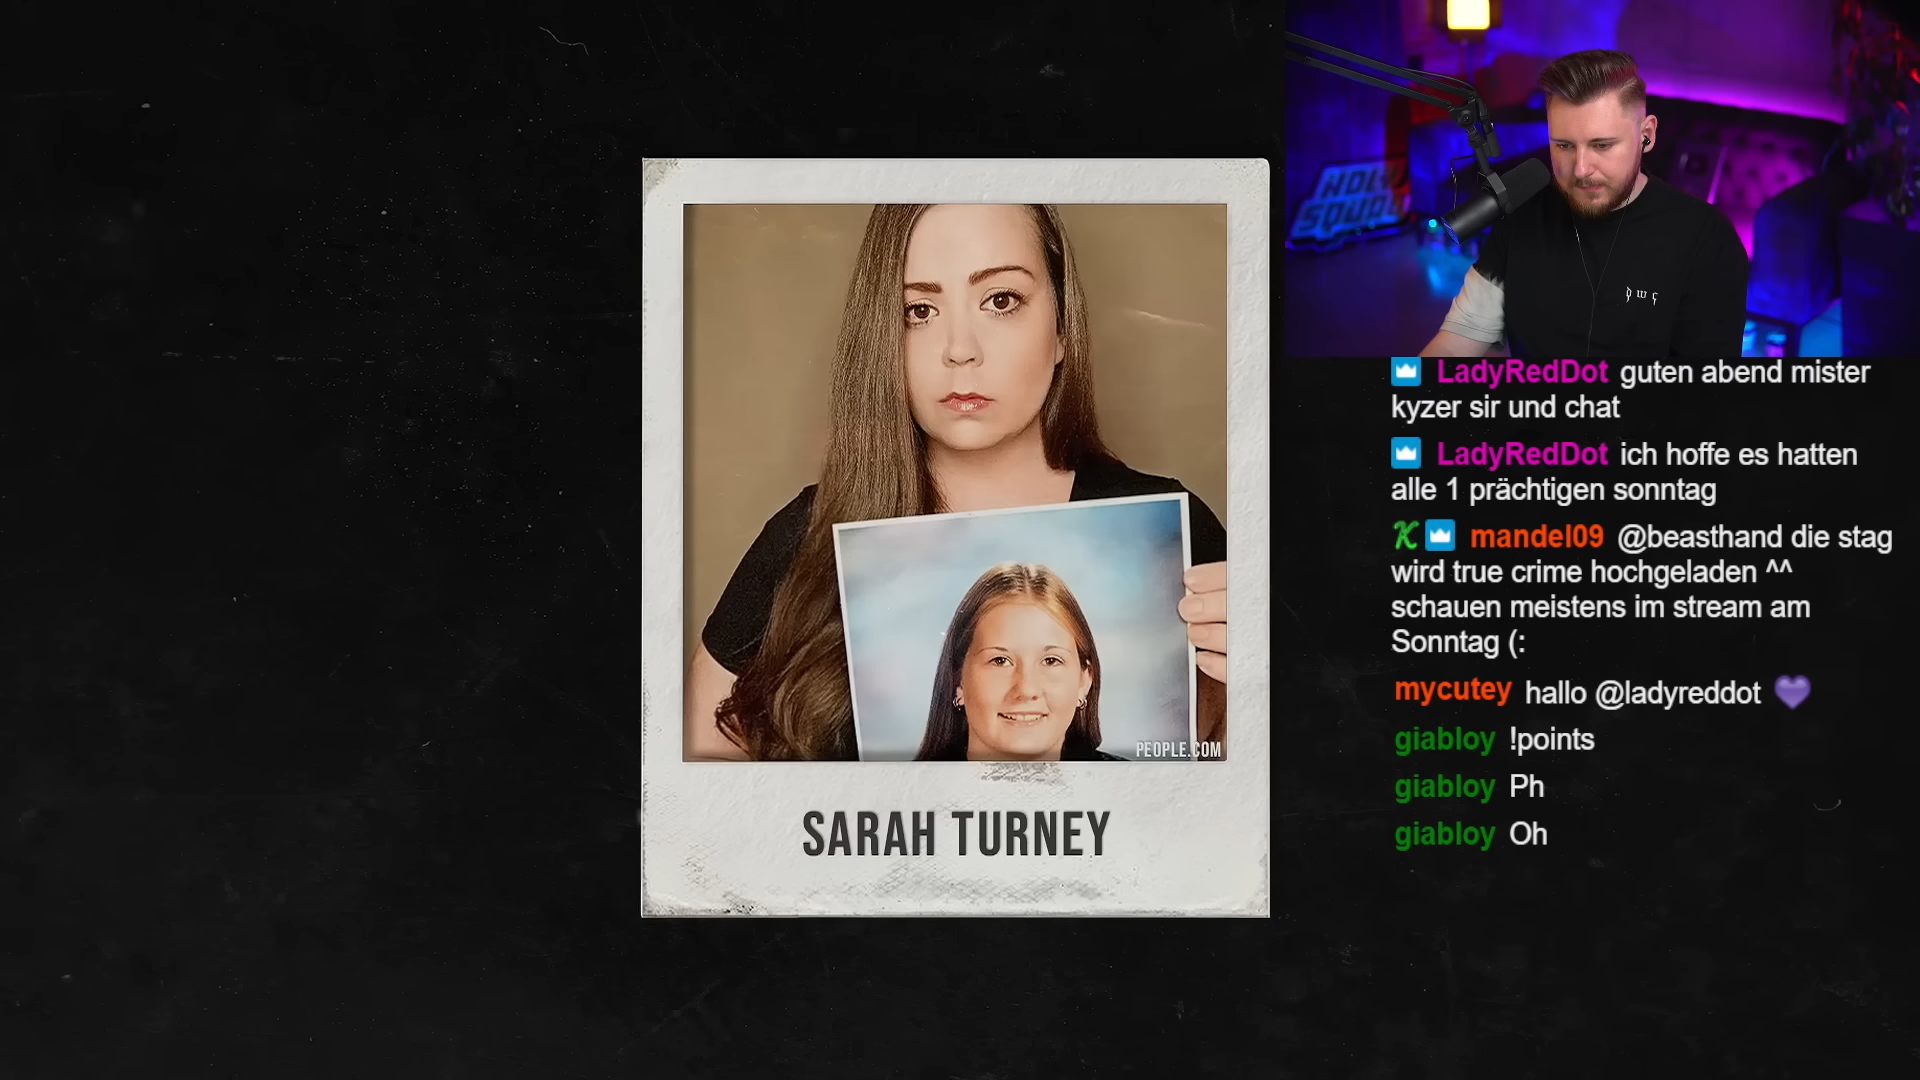 HOLY
SQUAD
p w c
PEOPLE.COM
SARAH TURNEY
LadyRedDot guten abend mister
kyzer sir und chat
LadyRedDot ich hoffe es hatten
alle 1 prächtigen sonntag
K mandel09 @beasthand die stag
wird true crime hochgeladen ^^
schauen meistens im stream am
Sonntag (:
mycutey hallo @ladyreddot 💜
giabloy !points
giabloy Ph
giabloy Oh